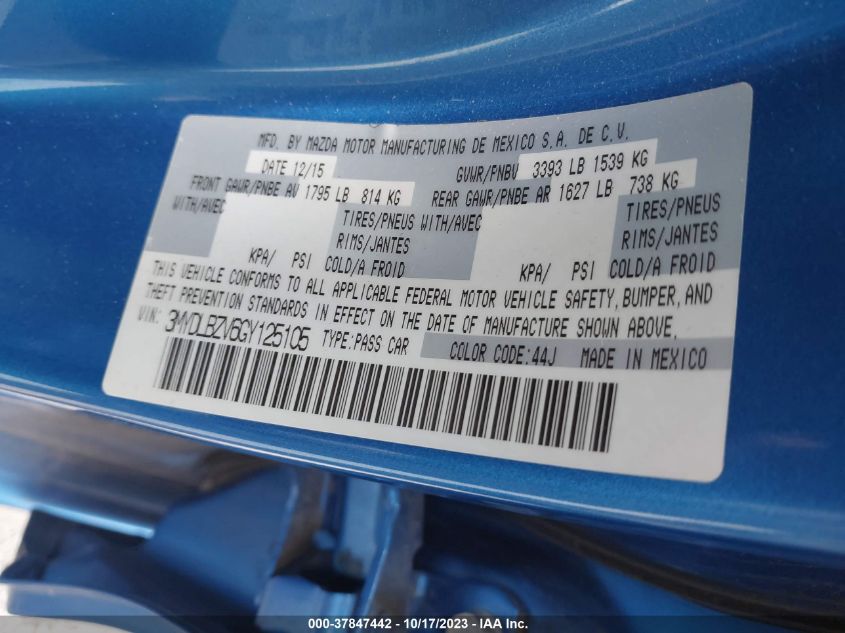 MFD. BY MAZDA MOTOR MANUFACTURING DE MEXICO S.A. DE C.V.
DATE 12/15 GVWR/PNBV 3393 LB 1539 KG
FRONT GAWR/PNBE AV 1795 LB 814 KG REAR GAWR/PNBE AR 1627 LB 738 KG
WITH/AVEC TIRES/PNEUS WITH/AVEC TIRES/PNEUS
RIMS/JANTES RIMS/JANTES
KPA/ PSI COLD/A FROID KPA/ PSI COLD/A FROID
THIS VEHICLE CONFORMS TO ALL APPLICABLE FEDERAL MOTOR VEHICLE SAFETY, BUMPER, AND
THEFT PREVENTION STANDARDS IN EFFECT ON THE DATE OF MANUFACTURE SHOWN ABOVE,
VIN: 3MYDLBZV6GY125105 TYPE:PASS CAR COLOR CODE:44J MADE IN MEXICO
000-37847442 - 10/17/2023 - IAA Inc.